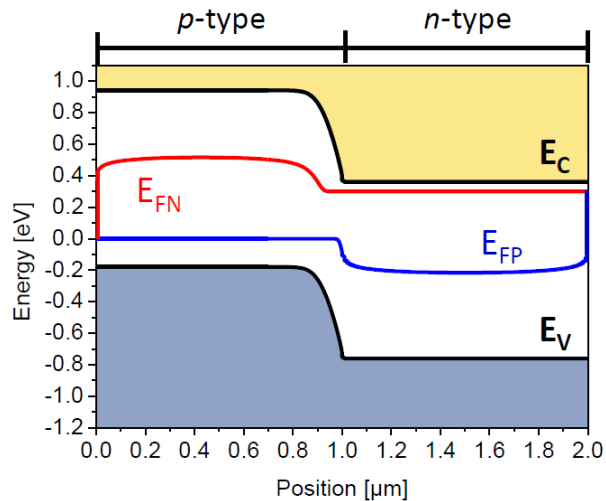 p-type n-type
1.0
0.8
0.6
0.4
0.2
0.0
-0.2
-0.4
-0.6
-0.8
-1.0
-1.2
Energy [eV]
E_C
E_FN
E_FP
E_V
0.0 0.2 0.4 0.6 0.8 1.0 1.2 1.4 1.6 1.8 2.0
Position [µm]